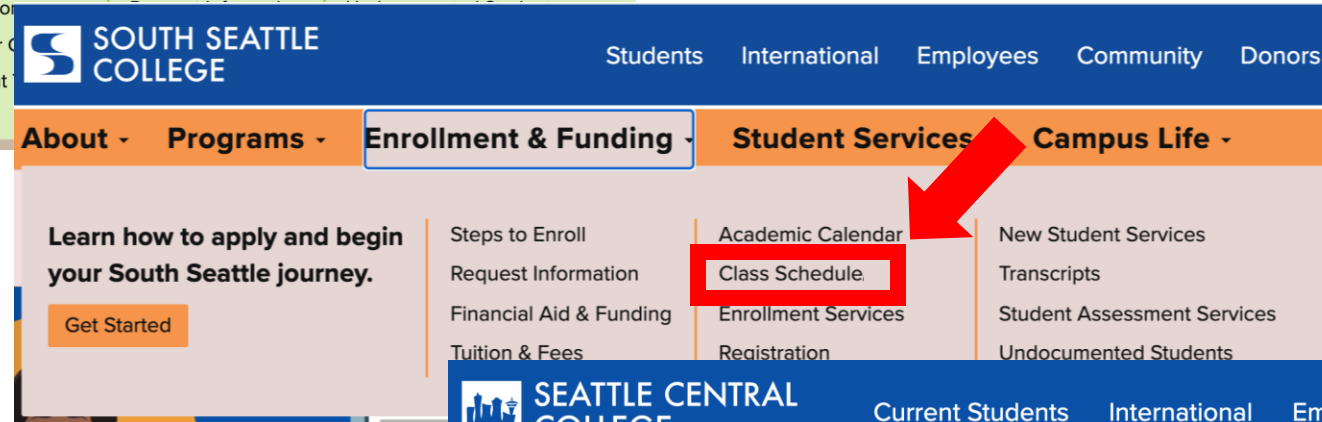 SOUTH SEATTLE
COLLEGE
Students International Employees Community Donors
About Programs Enrollment & Funding Student Services Campus Life
Learn how to apply and begin
your South Seattle journey.
Get Started
Steps to Enroll
Request Information
Financial Aid & Funding
Tuition & Fees
Academic Calendar
Class Schedule
Enrollment Services
Registration
New Student Services
Transcripts
Student Assessment Services
Undocumented Students
SEATTLE CENTRAL
COLLEGE
Current Students International Em